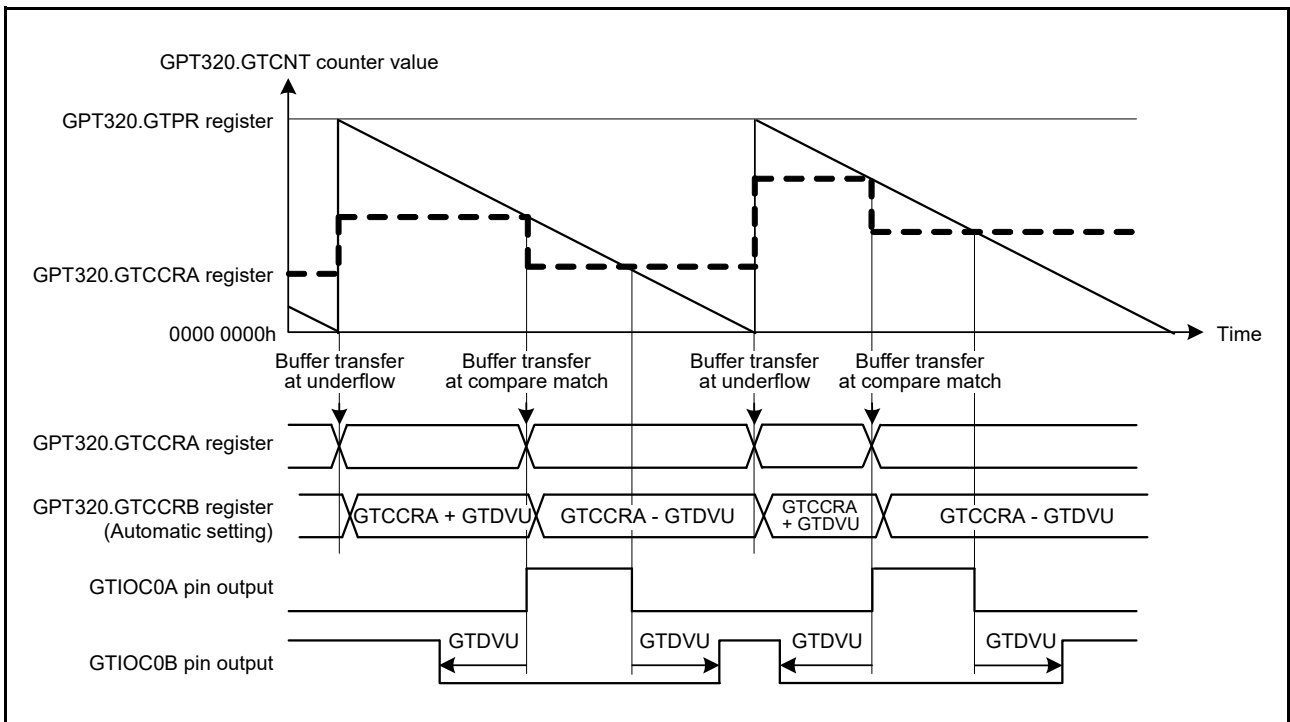 GPT320.GTCNT counter value
GPT320.GTPR register
GPT320.GTCCRA register
0000 0000h
Time
Buffer transfer
at underflow
Buffer transfer
at compare match
Buffer transfer
at underflow
Buffer transfer
at compare match
GPT320.GTCCRA register
GPT320.GTCCRB register
(Automatic setting)
GTCCRA + GTDVU
GTCCRA - GTDVU
GTCCRA
+ GTDVU
GTCCRA - GTDVU
GTIOC0A pin output
GTIOC0B pin output
GTDVU
GTDVU
GTDVU
GTDVU